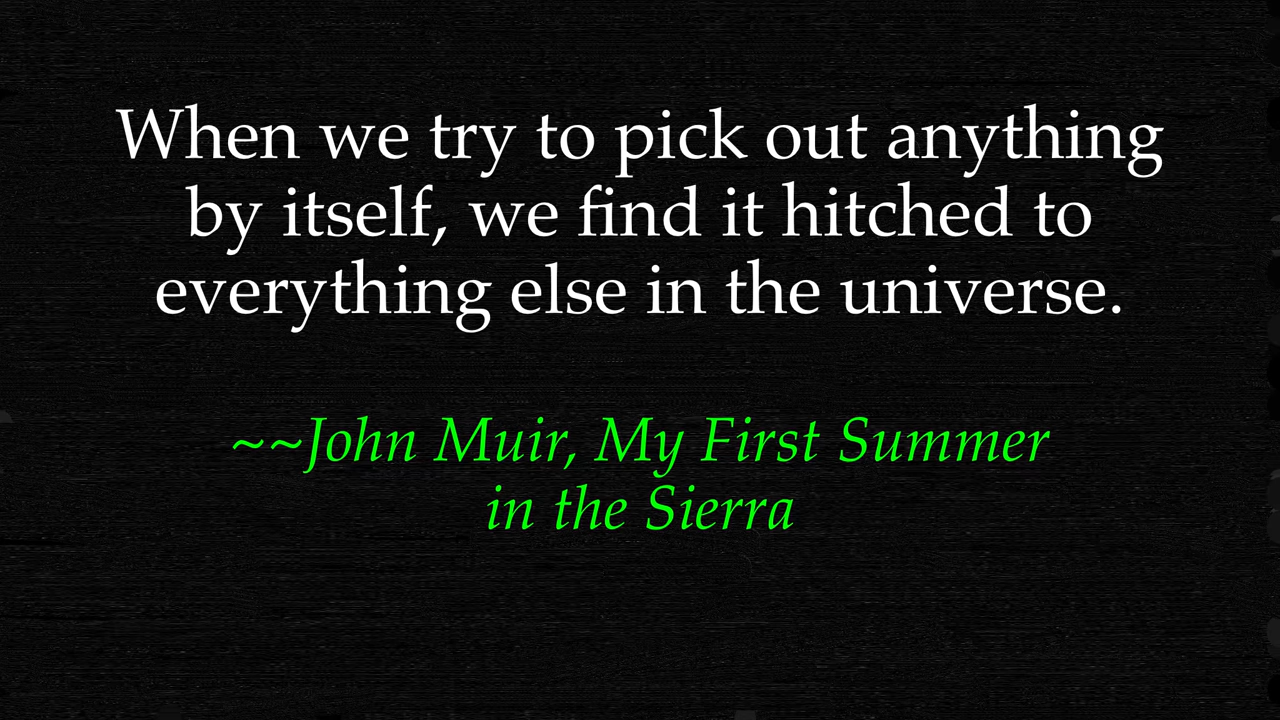 When we try to pick out anything
by itself, we find it hitched to
everything else in the universe.
~~John Muir, My First Summer
in the Sierra